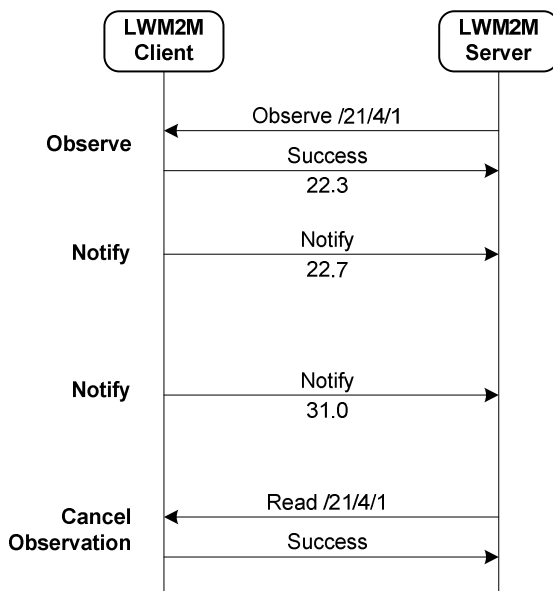 LWM2M
Client
LWM2M
Server
Observe /21/4/1
Observe
Success
22.3
Notify
Notify
22.7
Notify
Notify
31.0
Read /21/4/1
Cancel
Observation
Success